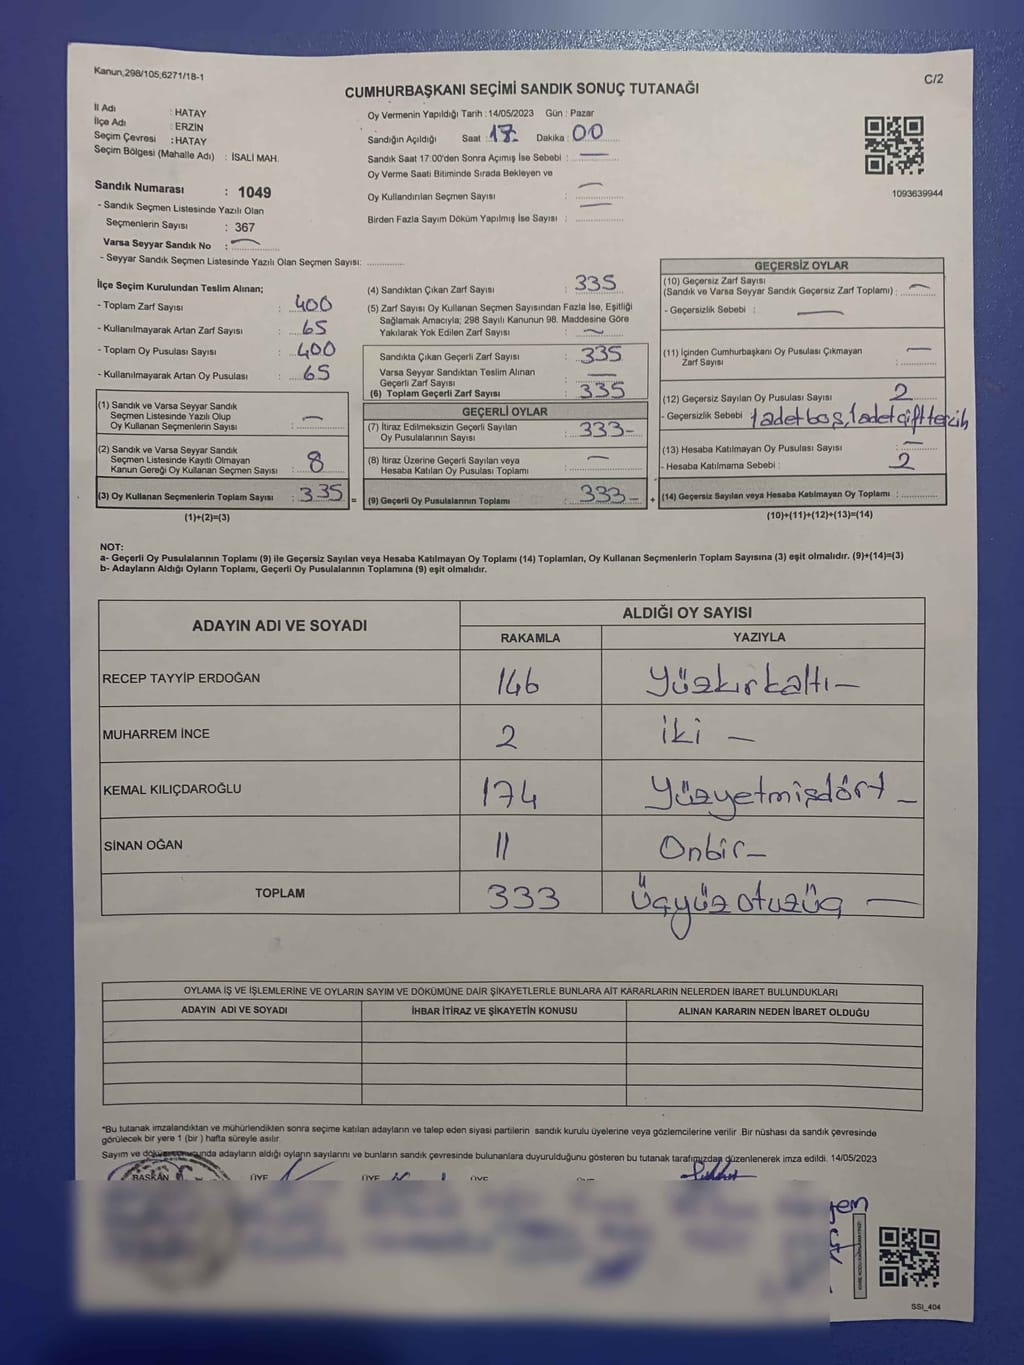 Kanun,298/105,6271/18-1
C/2
CUMHURBAŞKANI SEÇİMİ SANDIK SONUÇ TUTANAĞI
İl Adı : HATAY
İlçe Adı : ERZİN
Seçim Çevresi : HATAY
Seçim Bölgesi (Mahalle Adı) : İSALİ MAH.
Oy Vermenin Yapıldığı Tarih :14/05/2023 Gün : Pazar
Sandığın Açıldığı Saat : 17 Dakika : 00
Sandık Saat 17:00'den Sonra Açımış İse Sebebi : —
Oy Verme Saati Bitiminde Sırada Bekleyen ve
Oy Kullandırılan Seçmen Sayısı : —
Birden Fazla Sayım Döküm Yapılmış İse Sayısı : —
1093639944
Sandık Numarası : 1049
- Sandık Seçmen Listesinde Yazılı Olan
Seçmenlerin Sayısı : 367
Varsa Seyyar Sandık No : —
- Seyyar Sandık Seçmen Listesinde Yazılı Olan Seçmen Sayısı: ............
İlçe Seçim Kurulundan Teslim Alınan;
- Toplam Zarf Sayısı : 400
- Kullanılmayarak Artan Zarf Sayısı : 65
- Toplam Oy Pusulası Sayısı : 400
- Kullanılmayarak Artan Oy Pusulası : 65
(1) Sandık ve Varsa Seyyar Sandık
Seçmen Listesinde Yazılı Olup
Oy Kullanan Seçmenlerin Sayısı : —
(2) Sandık ve Varsa Seyyar Sandık
Seçmen Listesinde Kayıtlı Olmayan
Kanun Gereği Oy Kullanan Seçmen Sayısı : 8
(3) Oy Kullanan Seçmenlerin Toplam Sayısı : 335 =
(1)+(2)=(3)
(4) Sandıktan Çıkan Zarf Sayısı : 335
(5) Zarf Sayısı Oy Kullanan Seçmen Sayısından Fazla İse, Eşitliği
Sağlamak Amacıyla; 298 Sayılı Kanunun 98. Maddesine Göre
Yakılarak Yok Edilen Zarf Sayısı : —
Sandıkta Çıkan Geçerli Zarf Sayısı : 335
Varsa Seyyar Sandıktan Teslim Alınan
Geçerli Zarf Sayısı : —
(6) Toplam Geçerli Zarf Sayısı : 335
GEÇERLİ OYLAR
(7) İtiraz Edilmeksizin Geçerli Sayılan
Oy Pusulalarının Sayısı : 333-
(8) İtiraz Üzerine Geçerli Sayılan veya
Hesaba Katılan Oy Pusulası Toplamı : —
(9) Geçerli Oy Pusulalarının Toplamı : 333- +
GEÇERSİZ OYLAR
(10) Geçersiz Zarf Sayısı
(Sandık ve Varsa Seyyar Sandık Geçersiz Zarf Toplamı) : —
- Geçersizlik Sebebi : —
(11) İçinden Cumhurbaşkanı Oy Pusulası Çıkmayan
Zarf Sayısı : —
(12) Geçersiz Sayılan Oy Pusulası Sayısı : 2
- Geçersizlik Sebebi : 1 adet boş, 1 adet çift tercih
(13) Hesaba Katılmayan Oy Pusulası Sayısı : —
- Hesaba Katılmama Sebebi : 2
(14) Geçersiz Sayılan veya Hesaba Katılmayan Oy Toplamı : ............
(10)+(11)+(12)+(13)=(14)
NOT:
a- Geçerli Oy Pusulalarının Toplamı (9) ile Geçersiz Sayılan veya Hesaba Katılmayan Oy Toplamı (14) Toplamları, Oy Kullanan Seçmenlerin Toplam Sayısına (3) eşit olmalıdır. (9)+(14)=(3)
b- Adayların Aldığı Oyların Toplamı, Geçerli Oy Pusulalarının Toplamına (9) eşit olmalıdır.
ADAYIN ADI VE SOYADI
ALDIĞI OY SAYISI
RAKAMLA YAZIYLA
RECEP TAYYİP ERDOĞAN 146 Yüzkırkaltı—
MUHARREM İNCE 2 iki —
KEMAL KILIÇDAROĞLU 174 Yüzyetmişdört —
SİNAN OĞAN 11 Onbir—
TOPLAM 333 Üçyüzotuzüç —
OYLAMA İŞ VE İŞLEMLERİNE VE OYLARIN SAYIM VE DÖKÜMÜNE DAİR ŞİKAYETLERLE BUNLARA AİT KARARLARIN NELERDEN İBARET BULUNDUKLARI
ADAYIN ADI VE SOYADI İHBAR İTİRAZ VE ŞİKAYETİN KONUSU ALINAN KARARIN NEDEN İBARET OLDUĞU
*Bu tutanak imzalandıktan ve mühürlendikten sonra seçime katılan adayların ve talep eden siyasi partilerin sandık kurulu üyelerine veya gözlemcilerine verilir .Bir nüshası da sandık çevresinde
görülecek bir yere 1 (bir ) hafta süreyle asılır.
Sayım ve dökümde adayların aldığı oyların sayılarını ve bunların sandık çevresinde bulunanlara duyurulduğunu gösteren bu tutanak tarafımızdan düzenlenerek imza edildi. 14/05/2023
BAŞKAN ÜYE ÜYE ÜYE
SSI_404